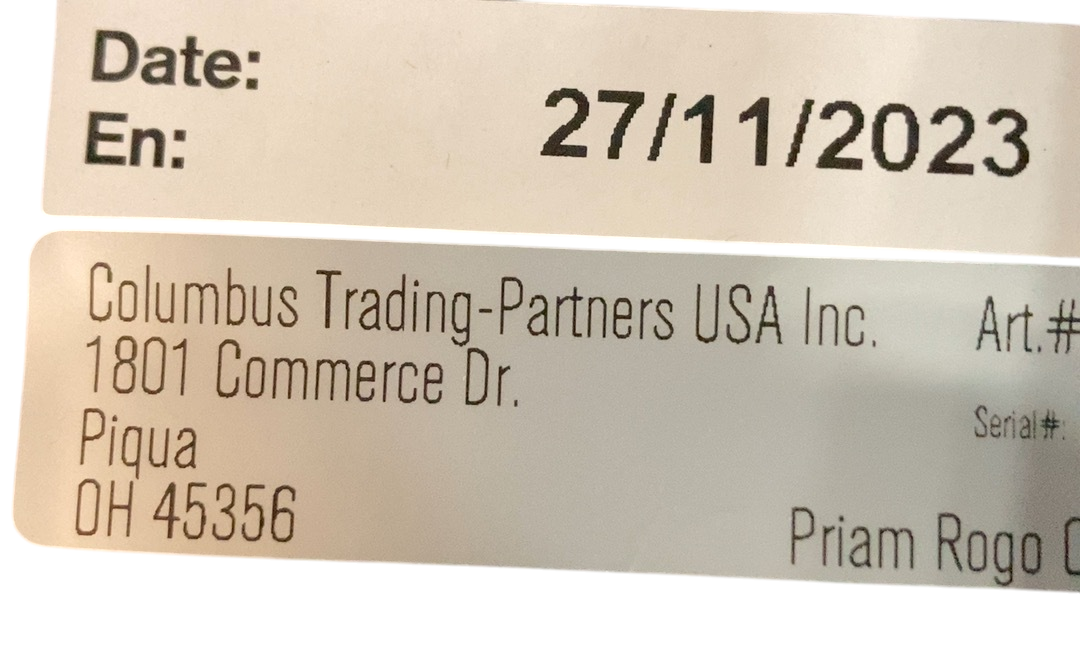 Date:
En:
27/11/2023
Columbus Trading-Partners USA Inc.
1801 Commerce Dr.
Piqua
OH 45356
Art.#
Serial#:
Priam Rogo